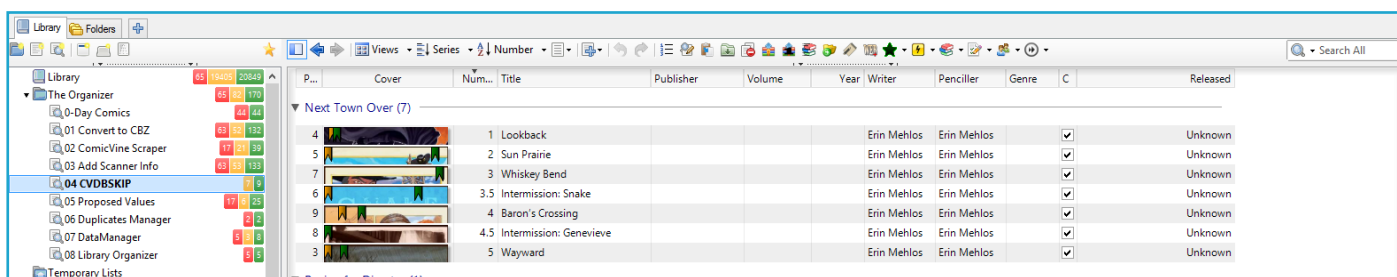 Library Folders
Views Series Number Search All
Library 65 19405 20849
The Organizer 65 82 170
0-Day Comics 44 44
01 Convert to CBZ 63 52 132
02 ComicVine Scraper 17 21 39
03 Add Scanner Info 63 53 133
04 CVDBSKIP 7 9
05 Proposed Values 17 6 25
06 Duplicates Manager 2 2
07 DataManager 5 3 8
08 Library Organizer 5 5
Temporary Lists
P... Cover Num... Title Publisher Volume Year Writer Penciller Genre C Released
Next Town Over (7)
4 1 Lookback Erin Mehlos Erin Mehlos Unknown
5 2 Sun Prairie Erin Mehlos Erin Mehlos Unknown
7 3 Whiskey Bend Erin Mehlos Erin Mehlos Unknown
6 3.5 Intermission: Snake Erin Mehlos Erin Mehlos Unknown
9 4 Baron's Crossing Erin Mehlos Erin Mehlos Unknown
8 4.5 Intermission: Genevieve Erin Mehlos Erin Mehlos Unknown
3 5 Wayward Erin Mehlos Erin Mehlos Unknown